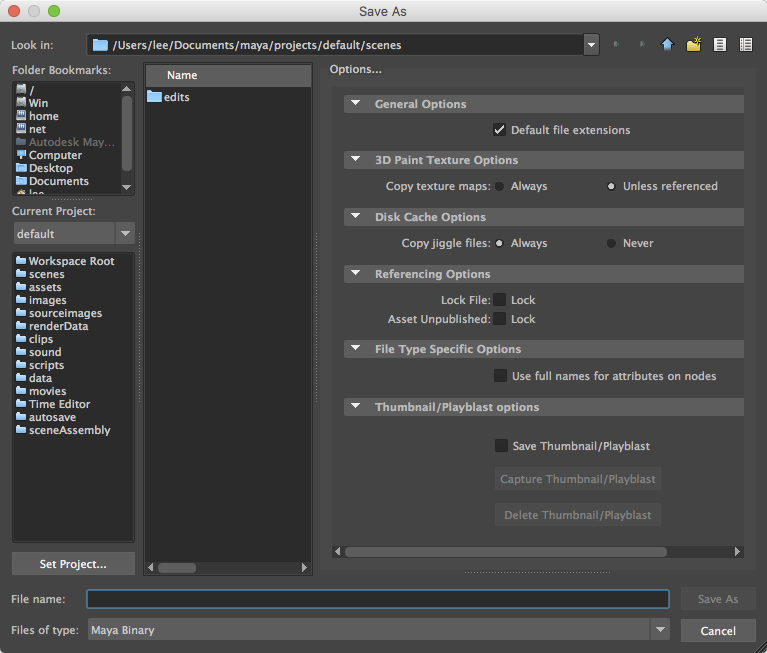 Save As
Look in:
/Users/lee/Documents/maya/projects/default/scenes
Folder Bookmarks:
/
Win
home
net
Autodesk May...
Computer
Desktop
Documents
lee
Current Project:
default
Workspace Root
scenes
assets
images
sourceimages
renderData
clips
sound
scripts
data
movies
Time Editor
autosave
sceneAssembly
Set Project...
Name
edits
Options...
General Options
Default file extensions
3D Paint Texture Options
Copy texture maps: Always Unless referenced
Disk Cache Options
Copy jiggle files: Always Never
Referencing Options
Lock File: Lock
Asset Unpublished: Lock
File Type Specific Options
Use full names for attributes on nodes
Thumbnail/Playblast options
Save Thumbnail/Playblast
Capture Thumbnail/Playblast
Delete Thumbnail/Playblast
File name:
Save As
Files of type: Maya Binary
Cancel